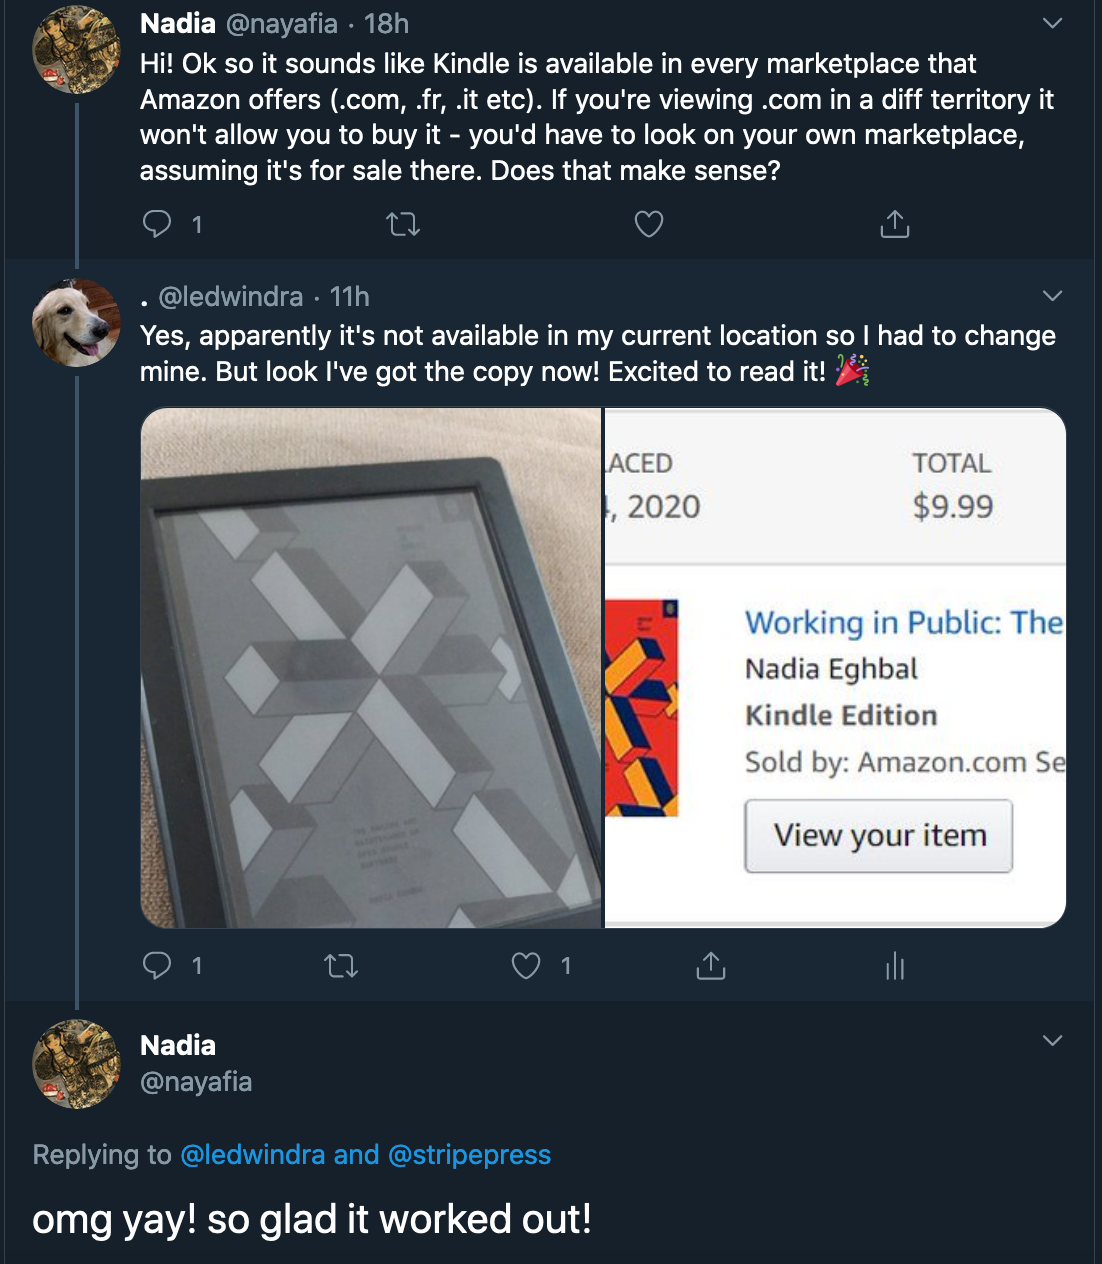 Nadia @nayafia · 18h
Hi! Ok so it sounds like Kindle is available in every marketplace that
Amazon offers (.com, .fr, .it etc). If you're viewing .com in a diff territory it
won't allow you to buy it - you'd have to look on your own marketplace,
assuming it's for sale there. Does that make sense?
1
. @ledwindra · 11h
Yes, apparently it's not available in my current location so I had to change
mine. But look I've got the copy now! Excited to read it! 🎉
ACED
TOTAL
, 2020
$9.99
Working in Public: The
Nadia Eghbal
Kindle Edition
Sold by: Amazon.com Se
View your item
1
1
Nadia
@nayafia
Replying to @ledwindra and @stripepress
omg yay! so glad it worked out!